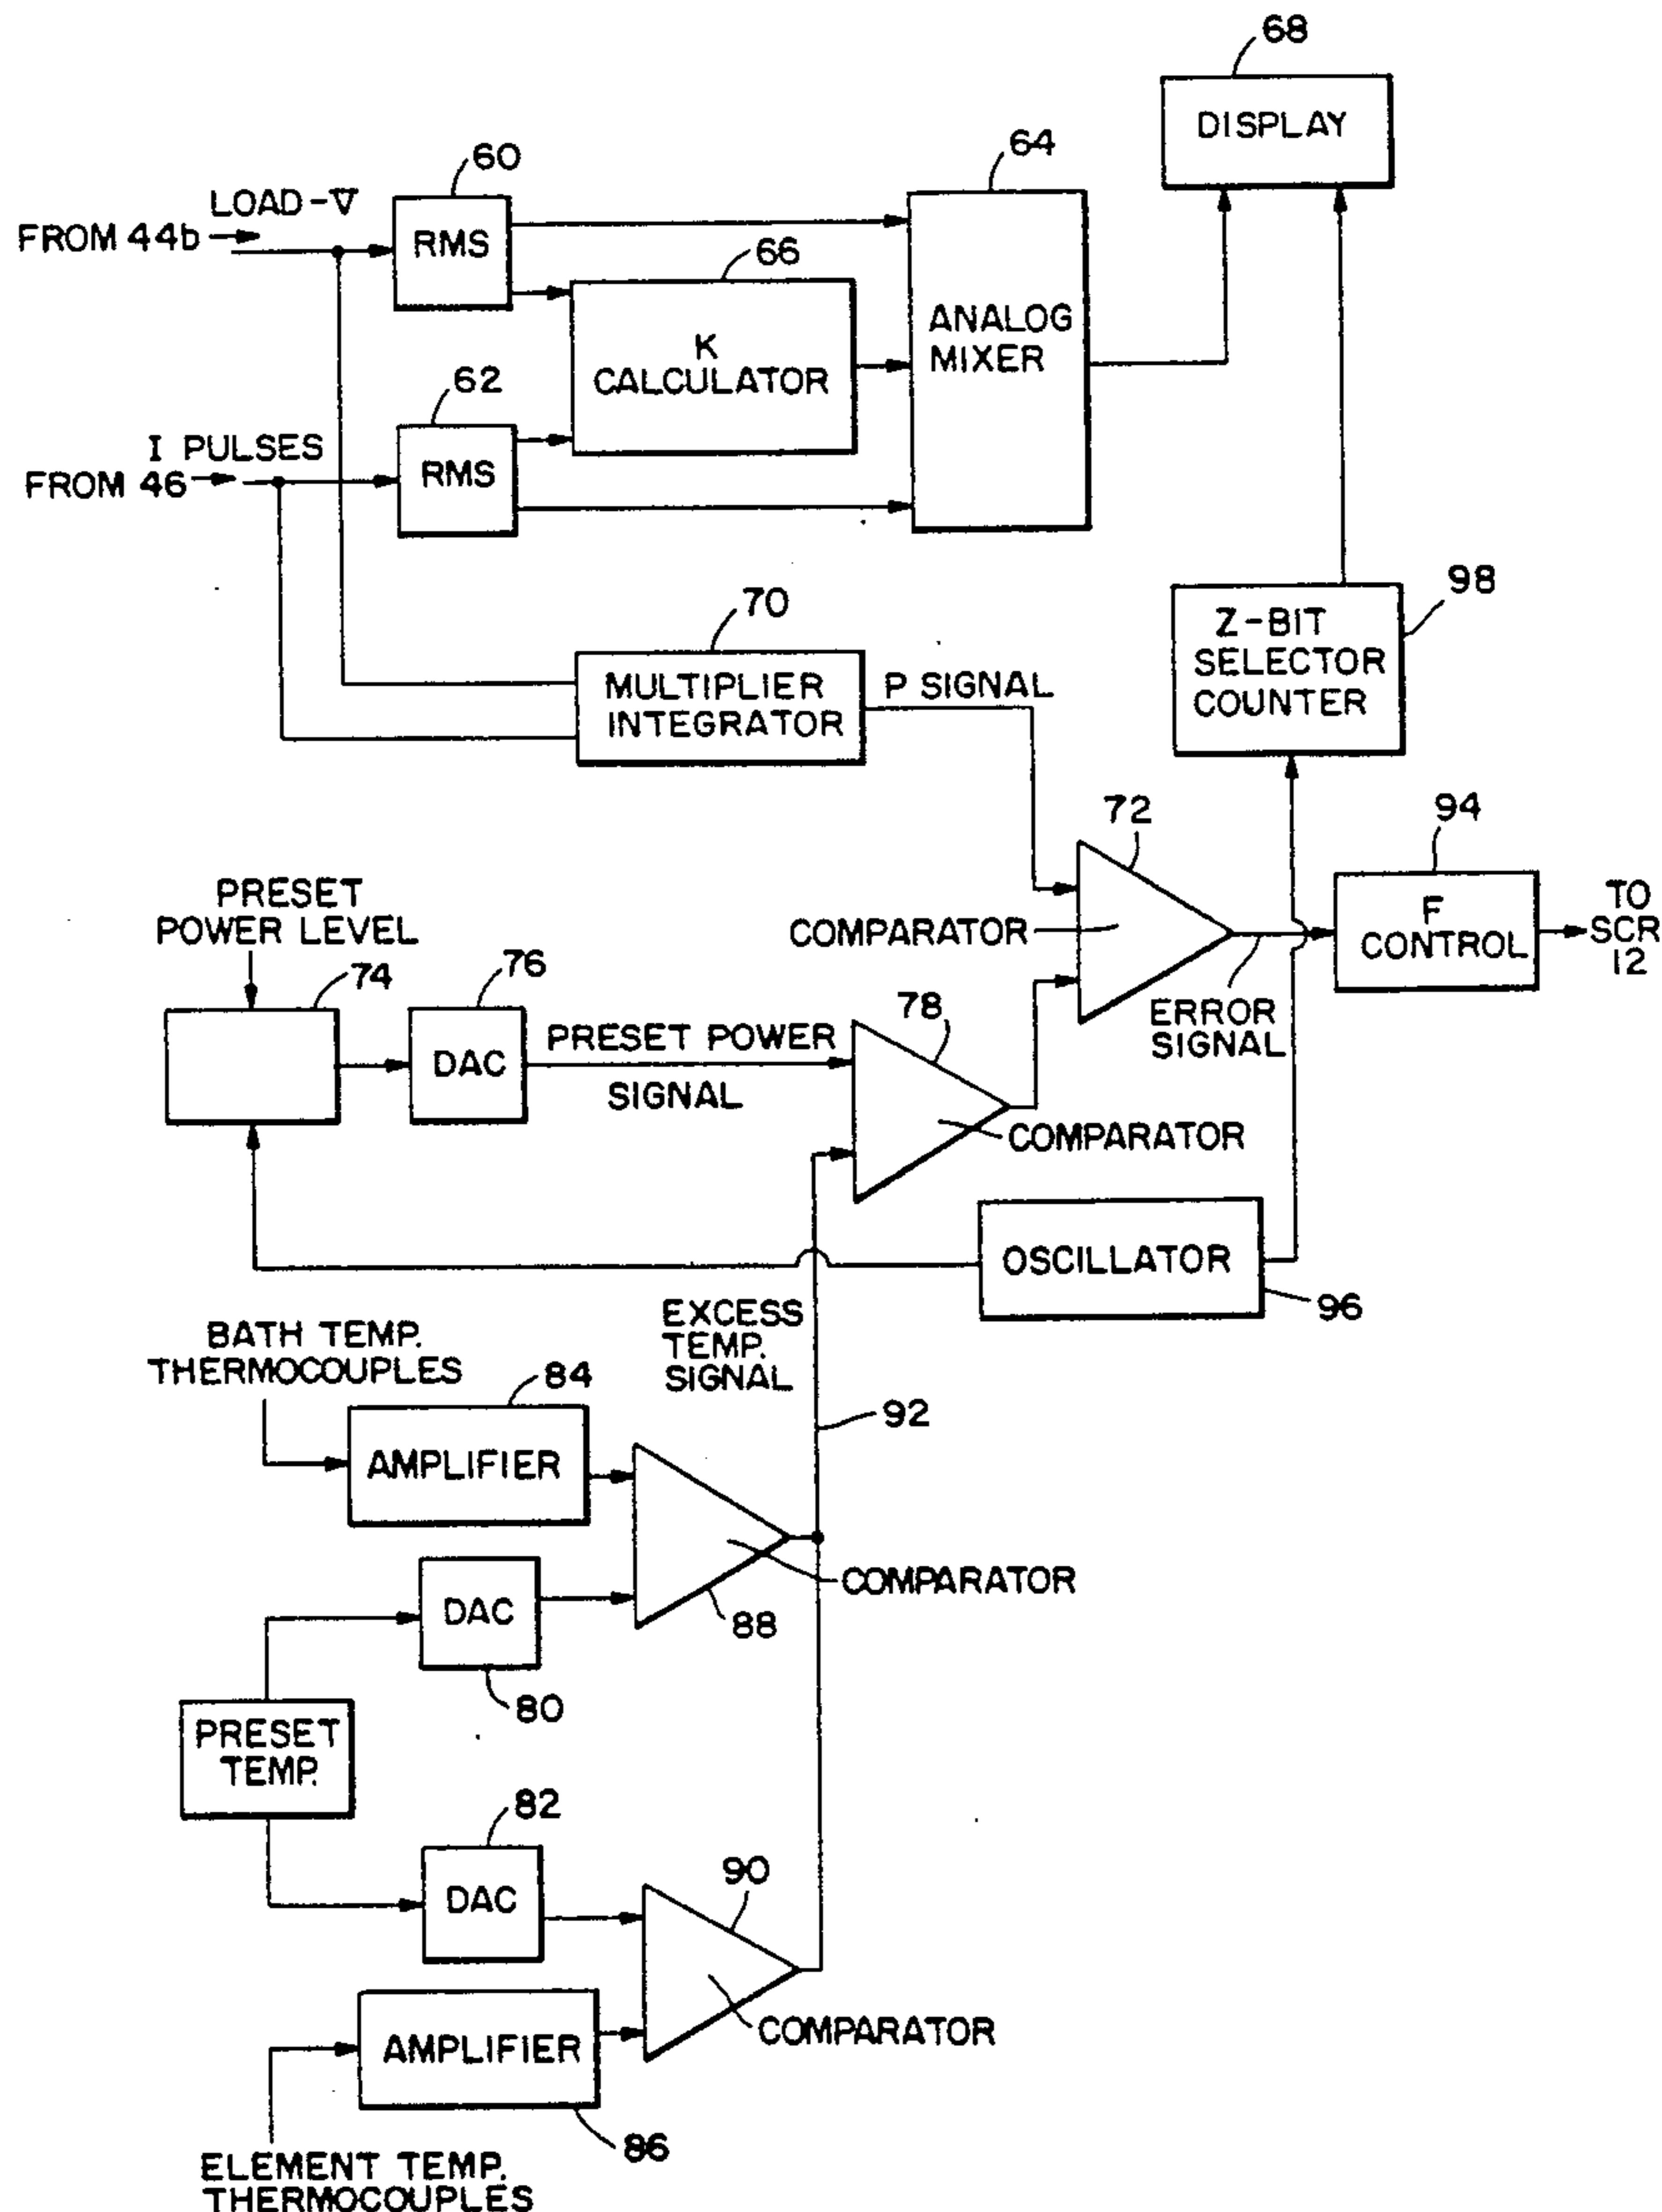 68
DISPLAY
60
64
LOAD-V
FROM 44b
RMS
66
ANALOG
MIXER
K
CALCULATOR
62
I PULSES
FROM 46
RMS
98
Z-BIT
SELECTOR
COUNTER
70
MULTIPLIER
INTEGRATOR
P SIGNAL
72
94
PRESET
POWER LEVEL
COMPARATOR
F
CONTROL
TO
SCR
12
74
76
78
ERROR
SIGNAL
DAC
PRESET POWER
SIGNAL
COMPARATOR
OSCILLATOR
96
EXCESS
TEMP.
SIGNAL
BATH TEMP.
THERMOCOUPLES
84
92
AMPLIFIER
COMPARATOR
DAC
88
80
PRESET
TEMP.
82
90
DAC
COMPARATOR
AMPLIFIER
86
ELEMENT TEMP.
THERMOCOUPLES